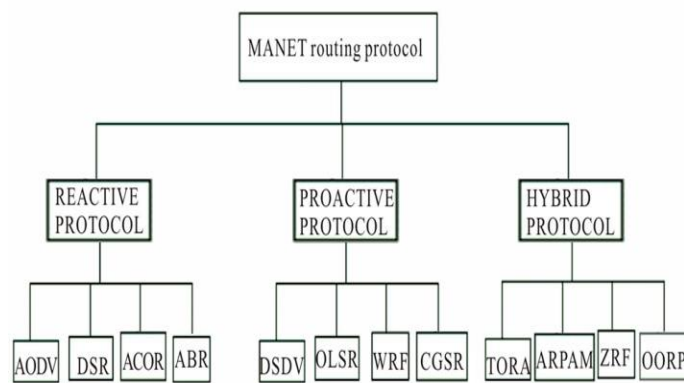 MANET routing protocol
REACTIVE
PROTOCOL
PROACTIVE
PROTOCOL
HYBRID
PROTOCOL
AODV
DSR
ACOR
ABR
DSDV
OLSR
WRF
CGSR
TORA
ARPAM
ZRF
OORP